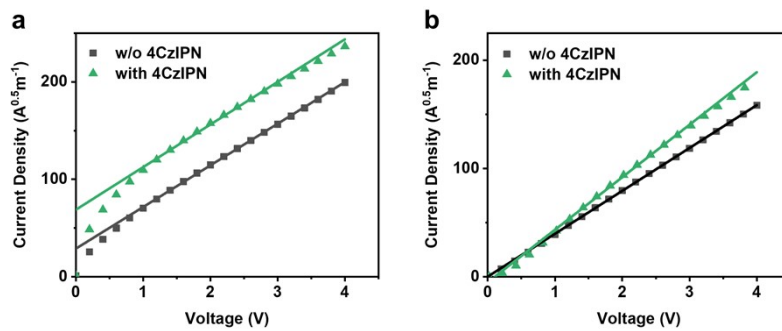 a
w/o 4CzIPN
with 4CzIPN
200
100
0
0 1 2 3 4
Current Density (A^0.5m^-1)
Voltage (V)
b
w/o 4CzIPN
with 4CzIPN
200
100
0
0 1 2 3 4
Current Density (A^0.5m^-1)
Voltage (V)